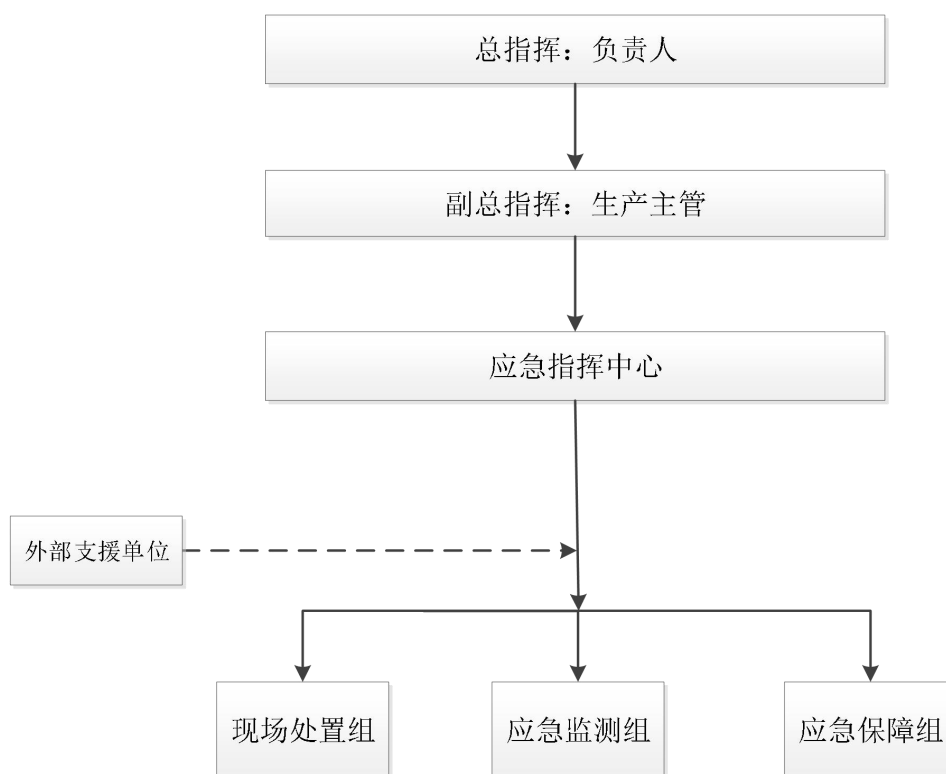 总指挥：负责人
副总指挥：生产主管
应急指挥中心
外部支援单位
现场处置组
应急监测组
应急保障组